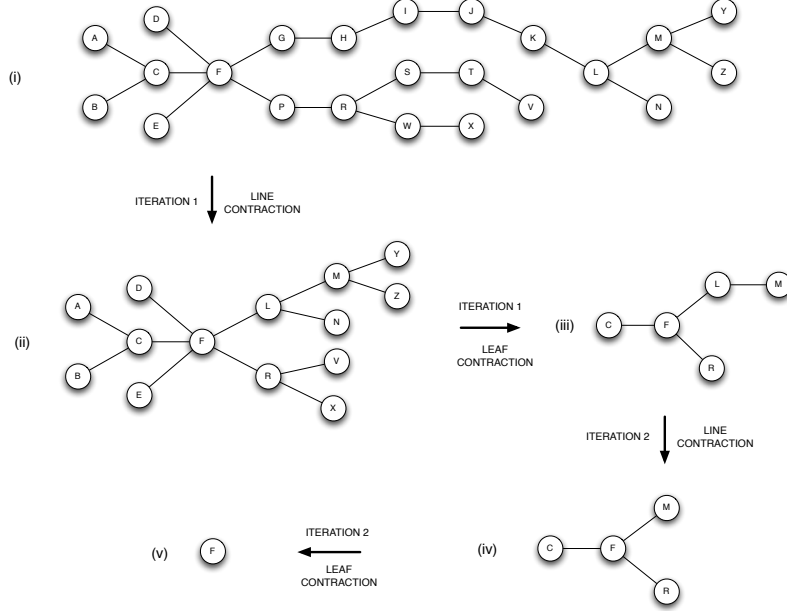 (i)
A
B
C
D
E
F
G
H
I
J
K
L
M
Y
Z
N
P
R
S
T
V
W
X
ITERATION 1
LINE
CONTRACTION
(ii)
A
B
C
D
E
F
L
M
Y
Z
N
R
V
X
ITERATION 1
LEAF
CONTRACTION
(iii)
C
F
L
M
R
ITERATION 2
LINE
CONTRACTION
(iv)
C
F
M
R
ITERATION 2
LEAF
CONTRACTION
(v)
F